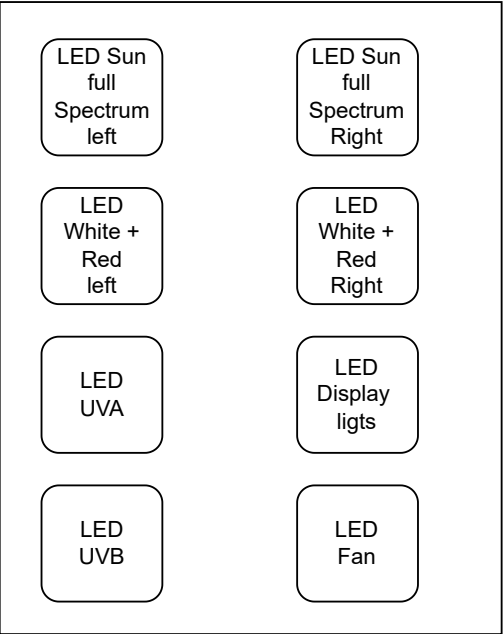 LED Sun
full
Spectrum
left
LED Sun
full
Spectrum
Right
LED
White +
Red
left
LED
White +
Red
Right
LED
UVA
LED
Display
ligts
LED
UVB
LED
Fan